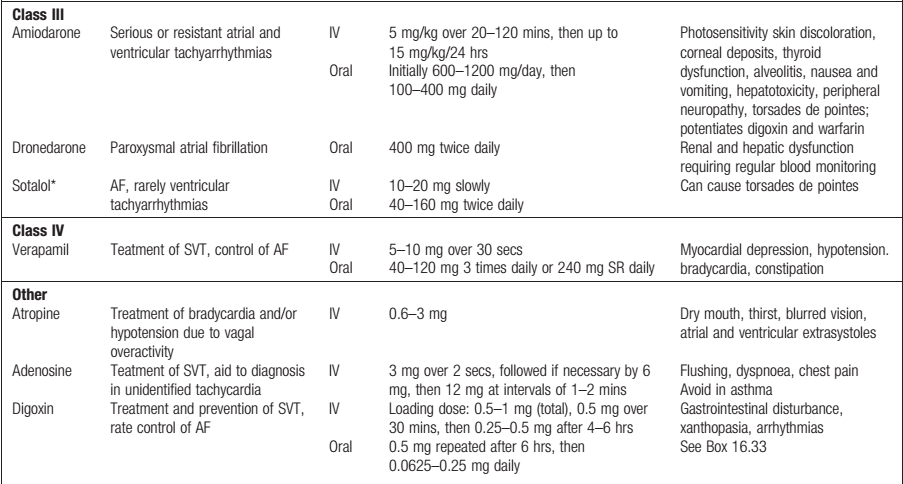 Class III
Amiodarone Serious or resistant atrial and IV 5 mg/kg over 20–120 mins, then up to Photosensitivity skin discoloration,
ventricular tachyarrhythmias 15 mg/kg/24 hrs corneal deposits, thyroid
Oral Initially 600–1200 mg/day, then dysfunction, alveolitis, nausea and
100–400 mg daily vomiting, hepatotoxicity, peripheral
neuropathy, torsades de pointes;
potentiates digoxin and warfarin
Dronedarone Paroxysmal atrial fibrillation Oral 400 mg twice daily Renal and hepatic dysfunction
requiring regular blood monitoring
Sotalol* AF, rarely ventricular IV 10–20 mg slowly Can cause torsades de pointes
tachyarrhythmias Oral 40–160 mg twice daily
Class IV
Verapamil Teatment of SVT, control of AF IV 5–10 mg over 30 secs Myocardial depression, hypotension.
Oral 40–120 mg 3 times daily or 240 mg SR daily bradycardia, constipation
Other
Atropine Treatment of bradycardia and/or IV 0.6–3 mg Dry mouth, thirst, blurred vision,
hypotension due to vagal atrial and ventricular extrasystoles
overactivity
Adenosine Teatment of SVT, aid to diagnosis IV 3 mg over 2 secs, followed if necessary by 6 Flushing, dyspnoea, chest pain
in unidentified tachycardia mg, then 12 mg at intervals of 1–2 mins Avoid in asthma
Digoxin Treatment and prevention of SVT, IV Loading dose: 0.5–1 mg (total), 0.5 mg over Gastrointestinal disturbance,
rate control of AF 30 mins, then 0.25–0.5 mg after 4–6 hrs xanthopasia, arrhythmias
Oral 0.5 mg repeated after 6 hrs, then See Box 16.33
0.0625–0.25 mg daily